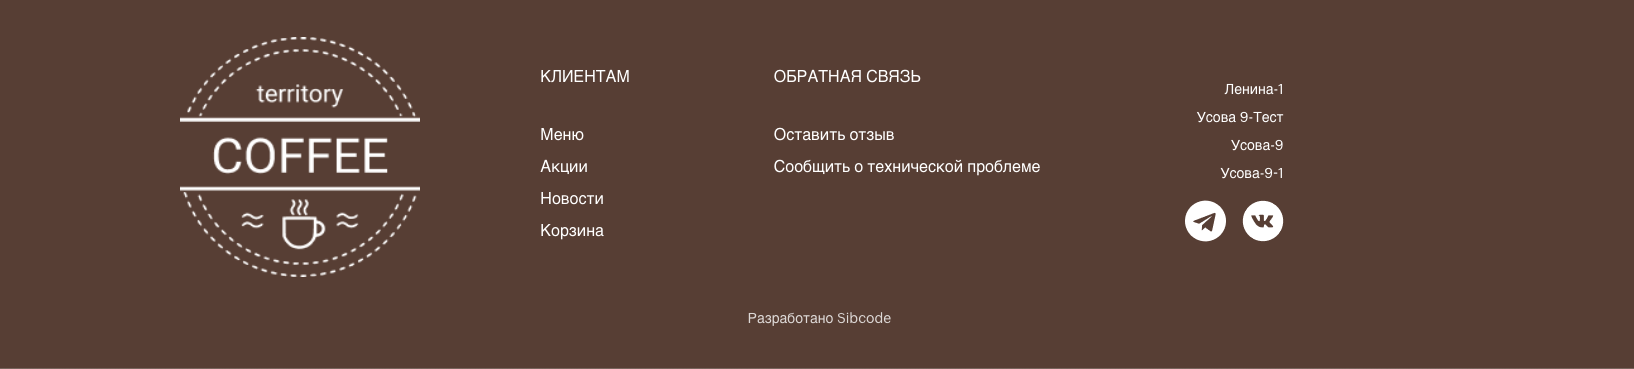 territory
COFFEE
КЛИЕНТАМ
Меню
Акции
Новости
Корзина
ОБРАТНАЯ СВЯЗЬ
Оставить отзыв
Сообщить о технической проблеме
Ленина-1
Усова 9-Тест
Усова-9
Усова-9-1
Разработано Sibcode